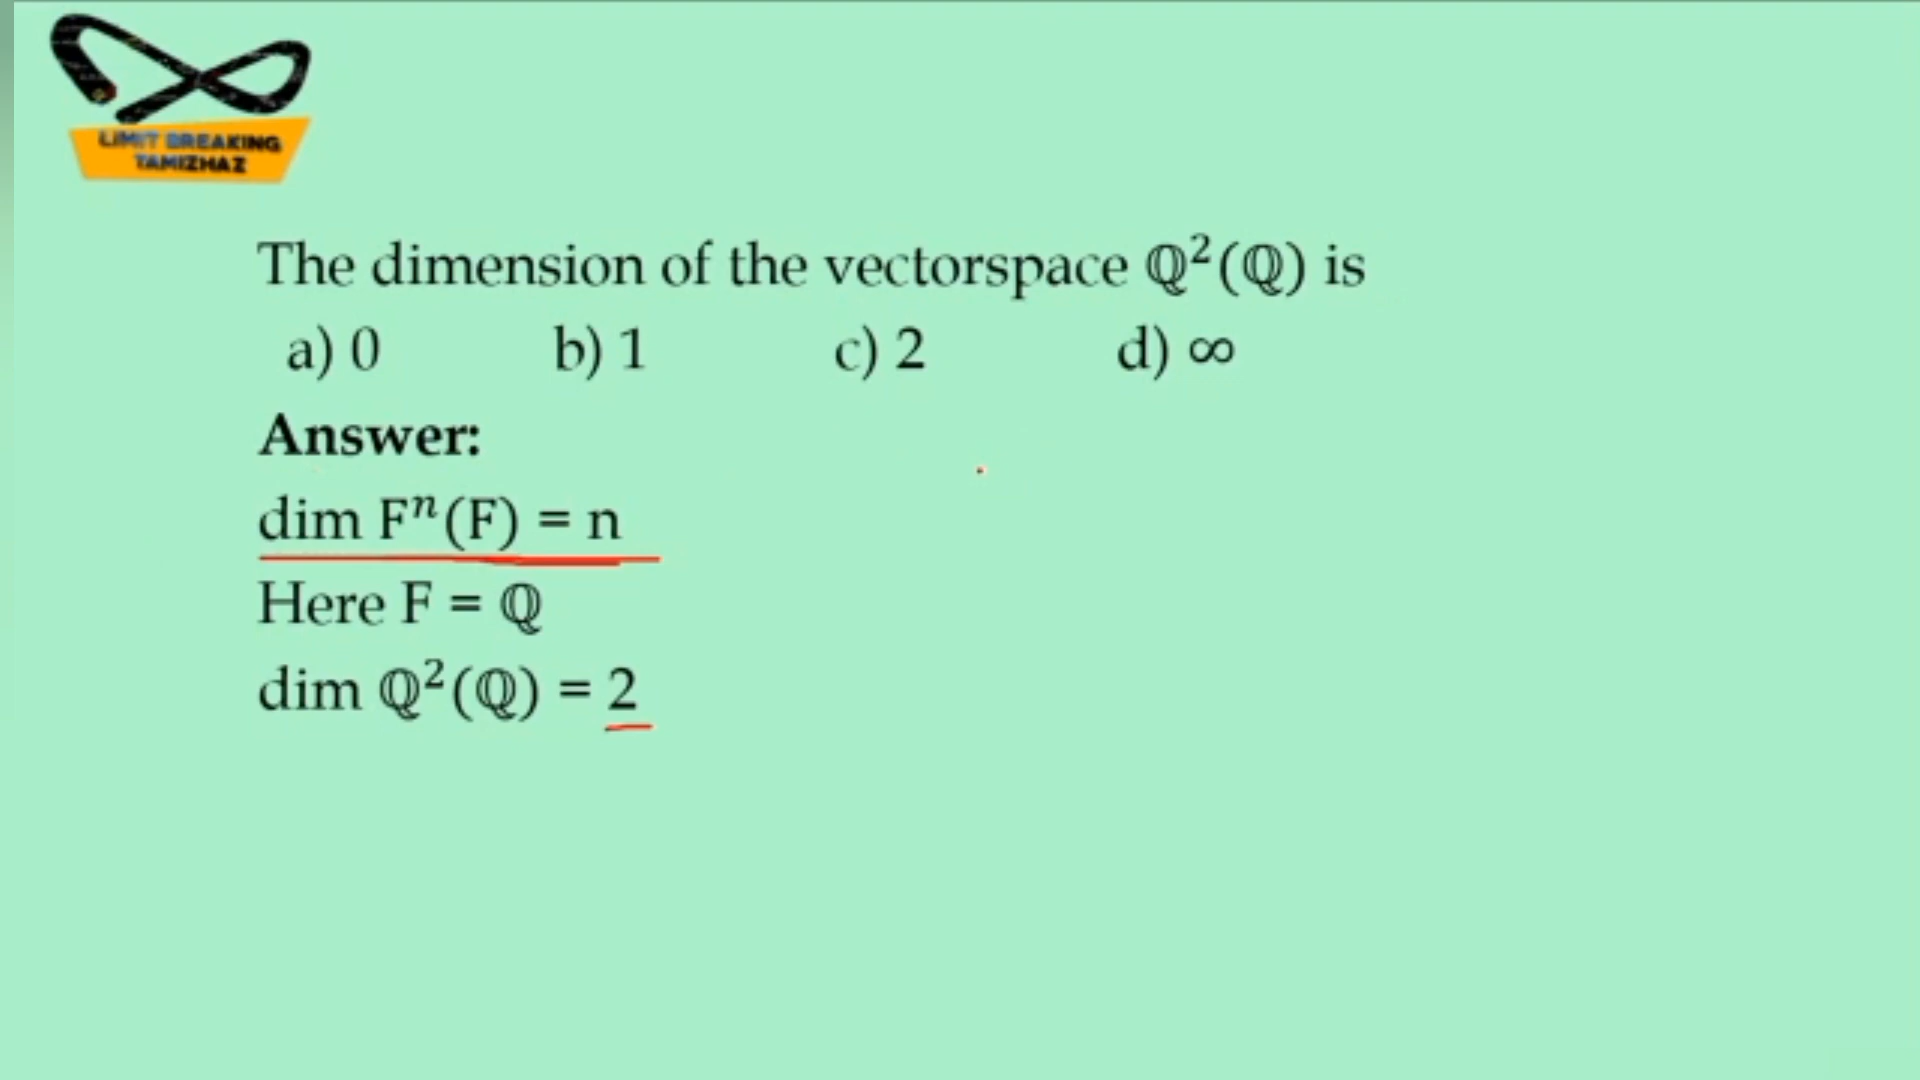 LIMIT BREAKING
TAMIZHAZ
The dimension of the vectorspace ℚ²(ℚ) is
a) 0 b) 1 c) 2 d) ∞
Answer:
dim Fⁿ(F) = n
Here F = ℚ
dim ℚ²(ℚ) = 2